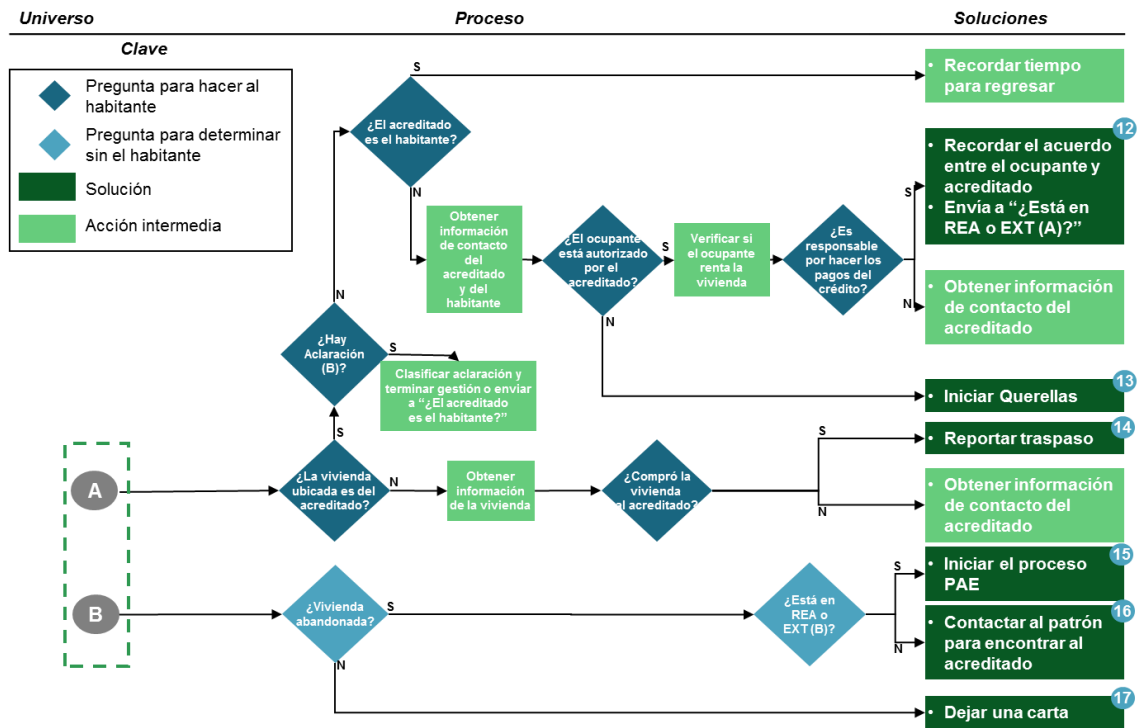 Universo
Proceso
Soluciones
Clave
Pregunta para hacer al
habitante
Pregunta para determinar
sin el habitante
Solución
Acción intermedia
S
¿El acreditado
es el habitante?
N
• Recordar tiempo
para regresar
Obtener
información
de contacto
del
acreditado
y del
habitante
¿El ocupante
está autorizado
por el
acreditado?
S
N
Verificar si
el ocupante
renta la
vivienda
¿Es
responsable
por hacer los
pagos del
crédito?
S
N
12
• Recordar el acuerdo
entre el ocupante y
acreditado
• Envía a “¿Está en
REA o EXT (A)?”
• Obtener información
de contacto del
acreditado
N
¿Hay
Aclaración
(B)?
S
Clasificar aclaración y
terminar gestión o enviar
a “¿El acreditado
es el habitante?”
13
• Iniciar Querellas
S
A
¿La vivienda
ubicada es del
acreditado?
N
Obtener
información
de la vivienda
¿Compró la
vivienda
al acreditado?
S
N
14
• Reportar traspaso
• Obtener información
de contacto del
acreditado
B
¿Vivienda
abandonada?
S
N
¿Está en
REA o
EXT (B)?
S
N
15
• Iniciar el proceso
PAE
16
• Contactar al patrón
para encontrar al
acreditado
17
• Dejar una carta